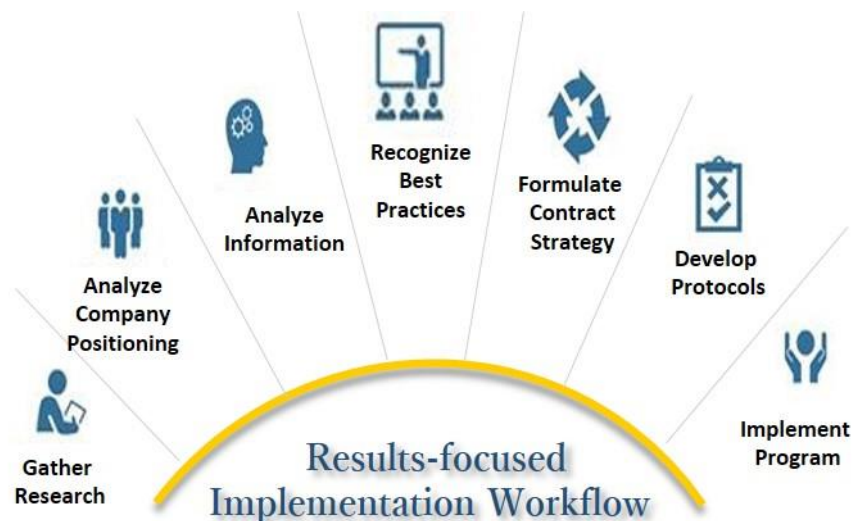 Gather
Research
Analyze
Company
Positioning
Analyze
Information
Recognize
Best
Practices
Formulate
Contract
Strategy
Develop
Protocols
Implement
Program
Results-focused
Implementation Workflow